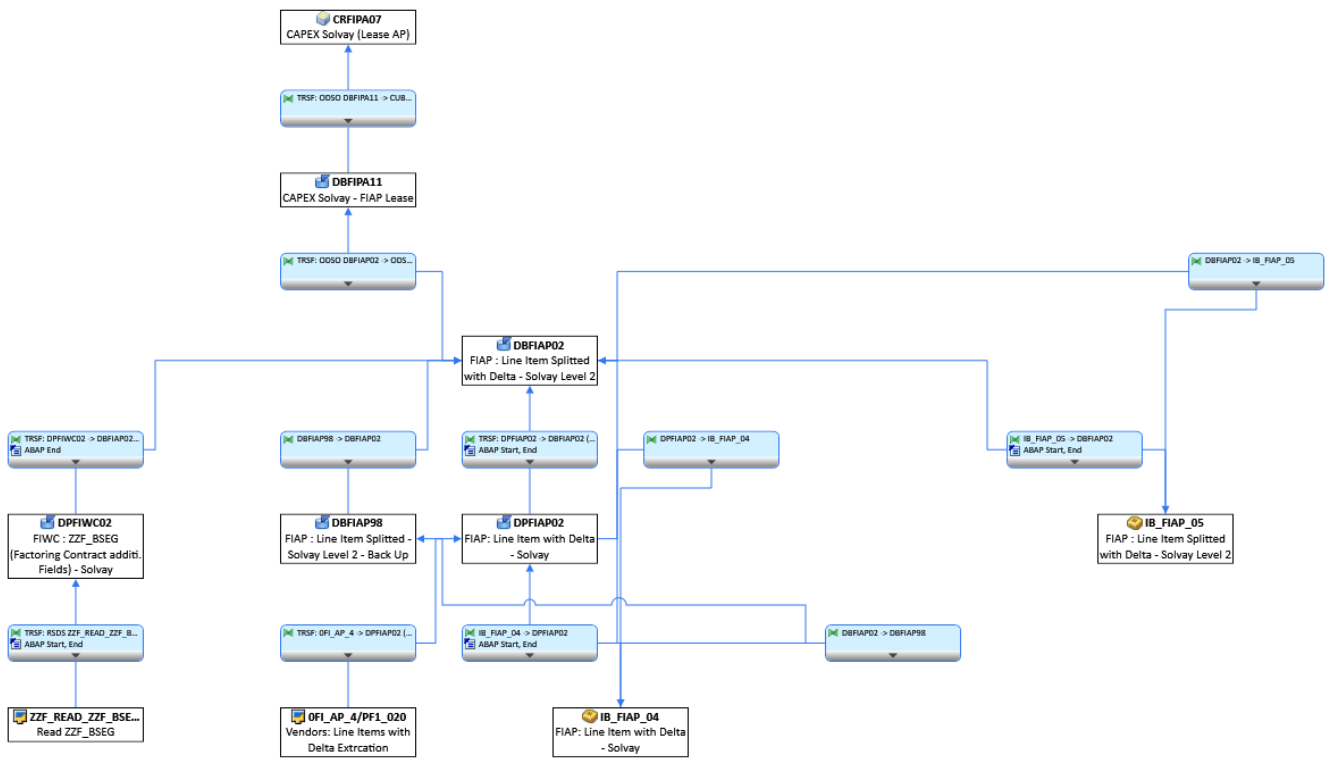 CRFIPA07
CAPEX Solvay (Lease AP)
TRSF: ODSO DBFIPA11 -> CUB...
DBFIPA11
CAPEX Solvay - FIAP Lease
TRSF: ODSO DBFIAP02 -> ODS...
DBFIAP02 -> IB_FIAP_05
DBFIAP02
FIAP : Line Item Splitted
with Delta - Solvay Level 2
TRSF: DPFIWC02 -> DBFIAP02...
ABAP End
DBFIAP98 -> DBFIAP02
TRSF: DPFIAP02 -> DBFIAP02 (...
ABAP Start, End
DPFIAP02 -> IB_FIAP_04
IB_FIAP_05 -> DBFIAP02
ABAP Start, End
DPFIWC02
FIWC : ZZF_BSEG
(Factoring Contract additi.
Fields) - Solvay
DBFIAP98
FIAP : Line Item Splitted -
Solvay Level 2 - Back Up
DPFIAP02
FIAP: Line Item with Delta
- Solvay
IB_FIAP_05
FIAP : Line Item Splitted
with Delta - Solvay Level 2
TRSF: RSDS ZZF_READ_ZZF_B...
ABAP Start, End
TRSF: 0FI_AP_4 -> DPFIAP02 (...
IB_FIAP_04 -> DPFIAP02
ABAP Start, End
DBFIAP02 -> DBFIAP98
ZZF_READ_ZZF_BSE...
Read ZZF_BSEG
0FI_AP_4/PF1_020
Vendors: Line Items with
Delta Extrcation
IB_FIAP_04
FIAP: Line Item with Delta
- Solvay